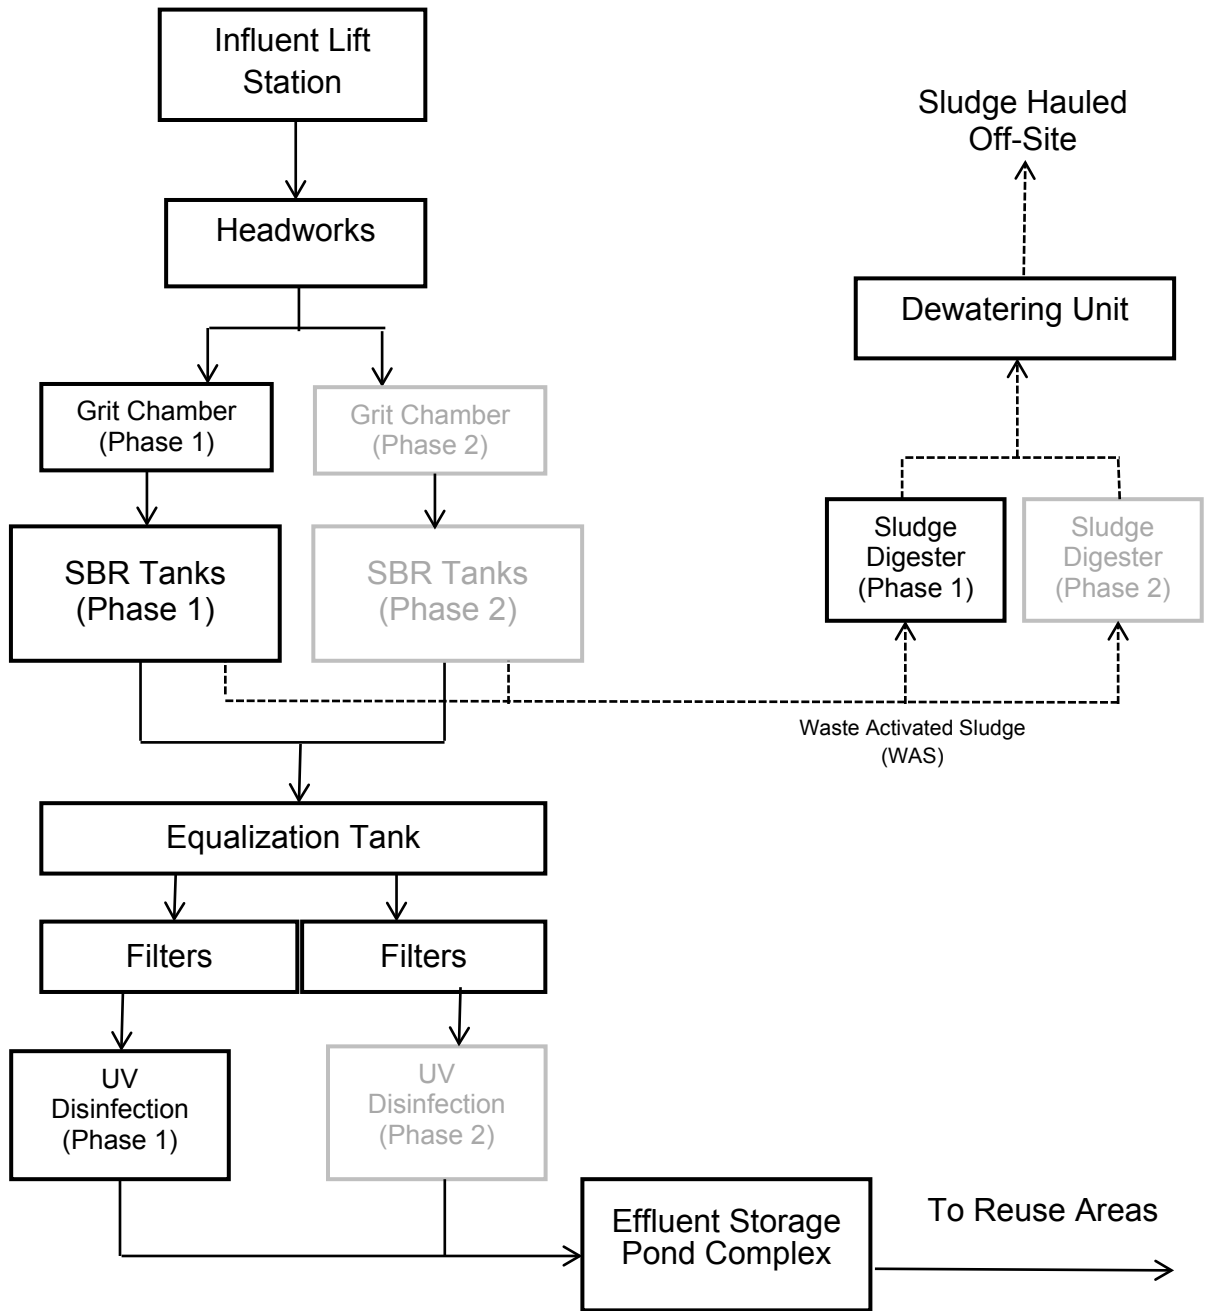 Influent Lift
Station
Sludge Hauled
Off-Site
Headworks
Dewatering Unit
Grit Chamber
(Phase 1)
Grit Chamber
(Phase 2)
SBR Tanks
(Phase 1)
SBR Tanks
(Phase 2)
Sludge
Digester
(Phase 1)
Sludge
Digester
(Phase 2)
Waste Activated Sludge
(WAS)
Equalization Tank
Filters
Filters
UV
Disinfection
(Phase 1)
UV
Disinfection
(Phase 2)
Effluent Storage
Pond Complex
To Reuse Areas